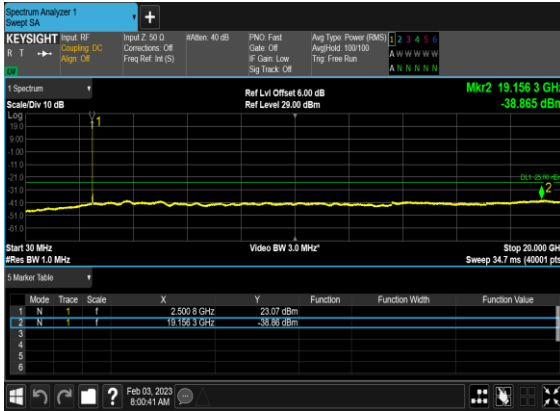 Spectrum Analyzer 1
Swept SA
+
KEYSIGHT Input: RF Input Z: 50 Ω #Atten: 40 dB PNO: Fast Avg Type: Power (RMS) 1 2 3 4 5 6
R T Coupling: DC Corrections: Off Gate: Off Avg|Hold: 100/100 A W W W W W
Align: Off Freq Ref: Int (S) IF Gain: Low Trig: Free Run
Sig Track: Off A N N N N N
1 Spectrum Ref Lvl Offset 6.00 dB Mkr2 19.156 3 GHz
Scale/Div 10 dB Ref Level 29.00 dBm -38.865 dBm
Log
19.0
9.00
-1.00
-11.0
-21.0
-31.0
-41.0
-51.0
-61.0
1
DL1 -25.00 dBm
2
Start 30 MHz Video BW 3.0 MHz* Stop 20.000 GH
#Res BW 1.0 MHz Sweep 34.7 ms (40001 pts
5 Marker Table
Mode Trace Scale X Y Function Function Width Function Value
1 N 1 f 2.500 8 GHz 23.07 dBm
2 N 1 f 19.156 3 GHz -38.86 dBm
3
4
5
6
? Feb 03, 2023
8:00:41 AM